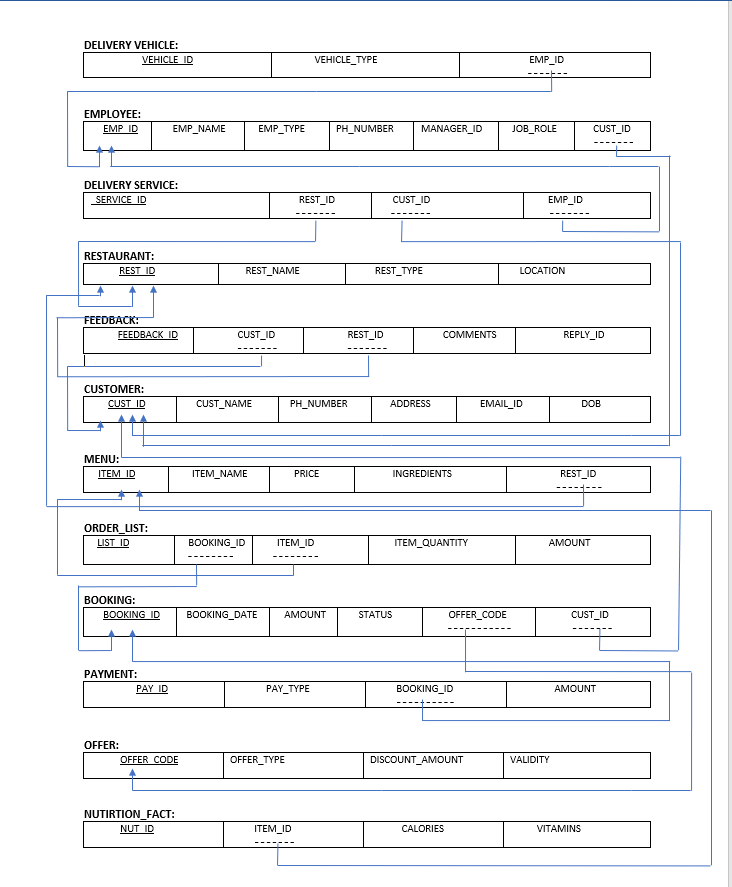 DELIVERY VEHICLE:
VEHICLE_ID VEHICLE_TYPE EMP_ID
EMPLOYEE:
EMP_ID EMP_NAME EMP_TYPE PH_NUMBER MANAGER_ID JOB_ROLE CUST_ID
DELIVERY SERVICE:
SERVICE_ID REST_ID CUST_ID EMP_ID
RESTAURANT:
REST_ID REST_NAME REST_TYPE LOCATION
FEEDBACK:
FEEDBACK_ID CUST_ID REST_ID COMMENTS REPLY_ID
CUSTOMER:
CUST_ID CUST_NAME PH_NUMBER ADDRESS EMAIL_ID DOB
MENU:
ITEM_ID ITEM_NAME PRICE INGREDIENTS REST_ID
ORDER_LIST:
LIST_ID BOOKING_ID ITEM_ID ITEM_QUANTITY AMOUNT
BOOKING:
BOOKING_ID BOOKING_DATE AMOUNT STATUS OFFER_CODE CUST_ID
PAYMENT:
PAY_ID PAY_TYPE BOOKING_ID AMOUNT
OFFER:
OFFER_CODE OFFER_TYPE DISCOUNT_AMOUNT VALIDITY
NUTIRTION_FACT:
NUT_ID ITEM_ID CALORIES VITAMINS